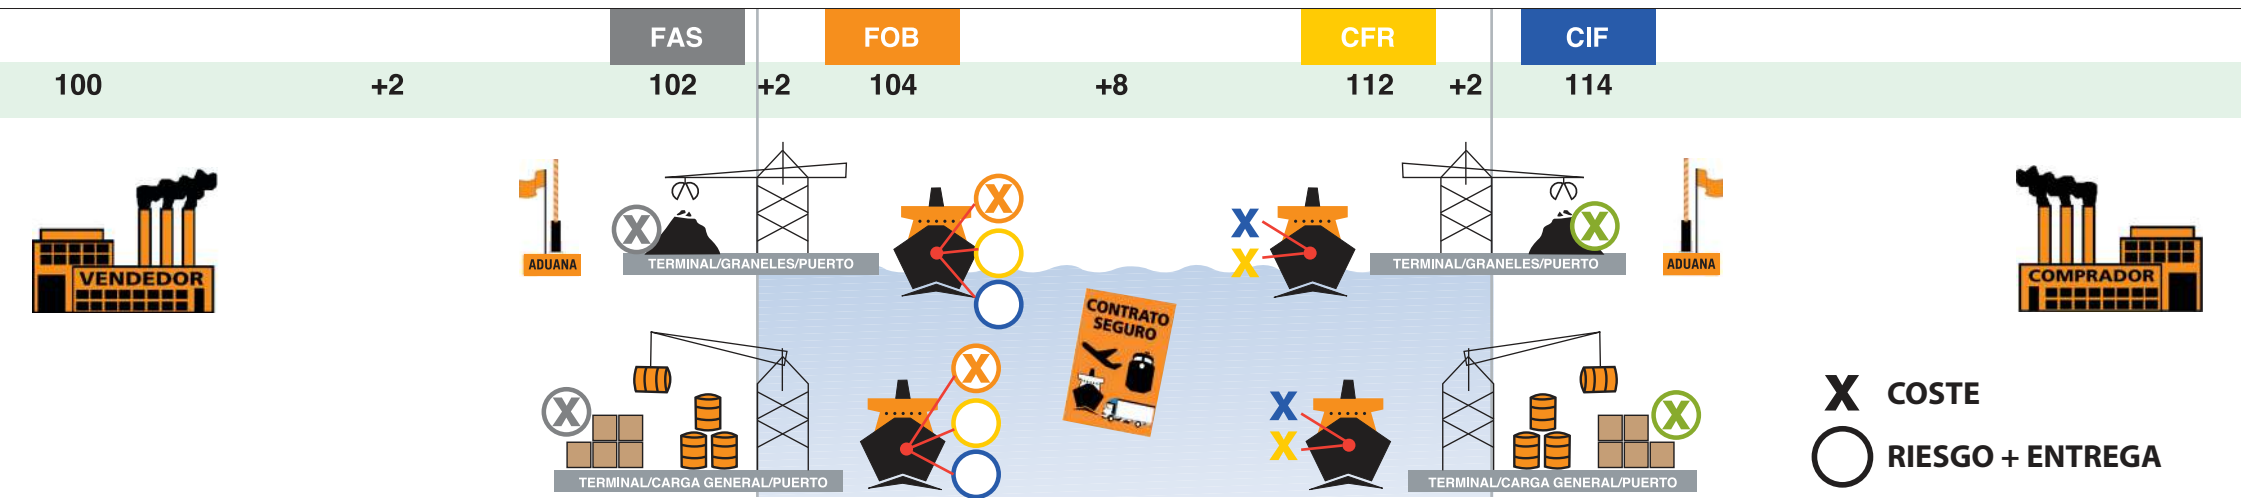 FAS FOB CFR CIF
100 +2 102 +2 104 +8 112 +2 114
X X X
VENDEDOR
ADUANA
TERMINAL/GRANELES/PUERTO
X
TERMINAL/GRANELES/PUERTO
ADUANA
COMPRADOR
X
CONTRATO
SEGURO
X X X
X COSTE
X
X
RIESGO + ENTREGA
TERMINAL/CARGA GENERAL/PUERTO
TERMINAL/CARGA GENERAL/PUERTO